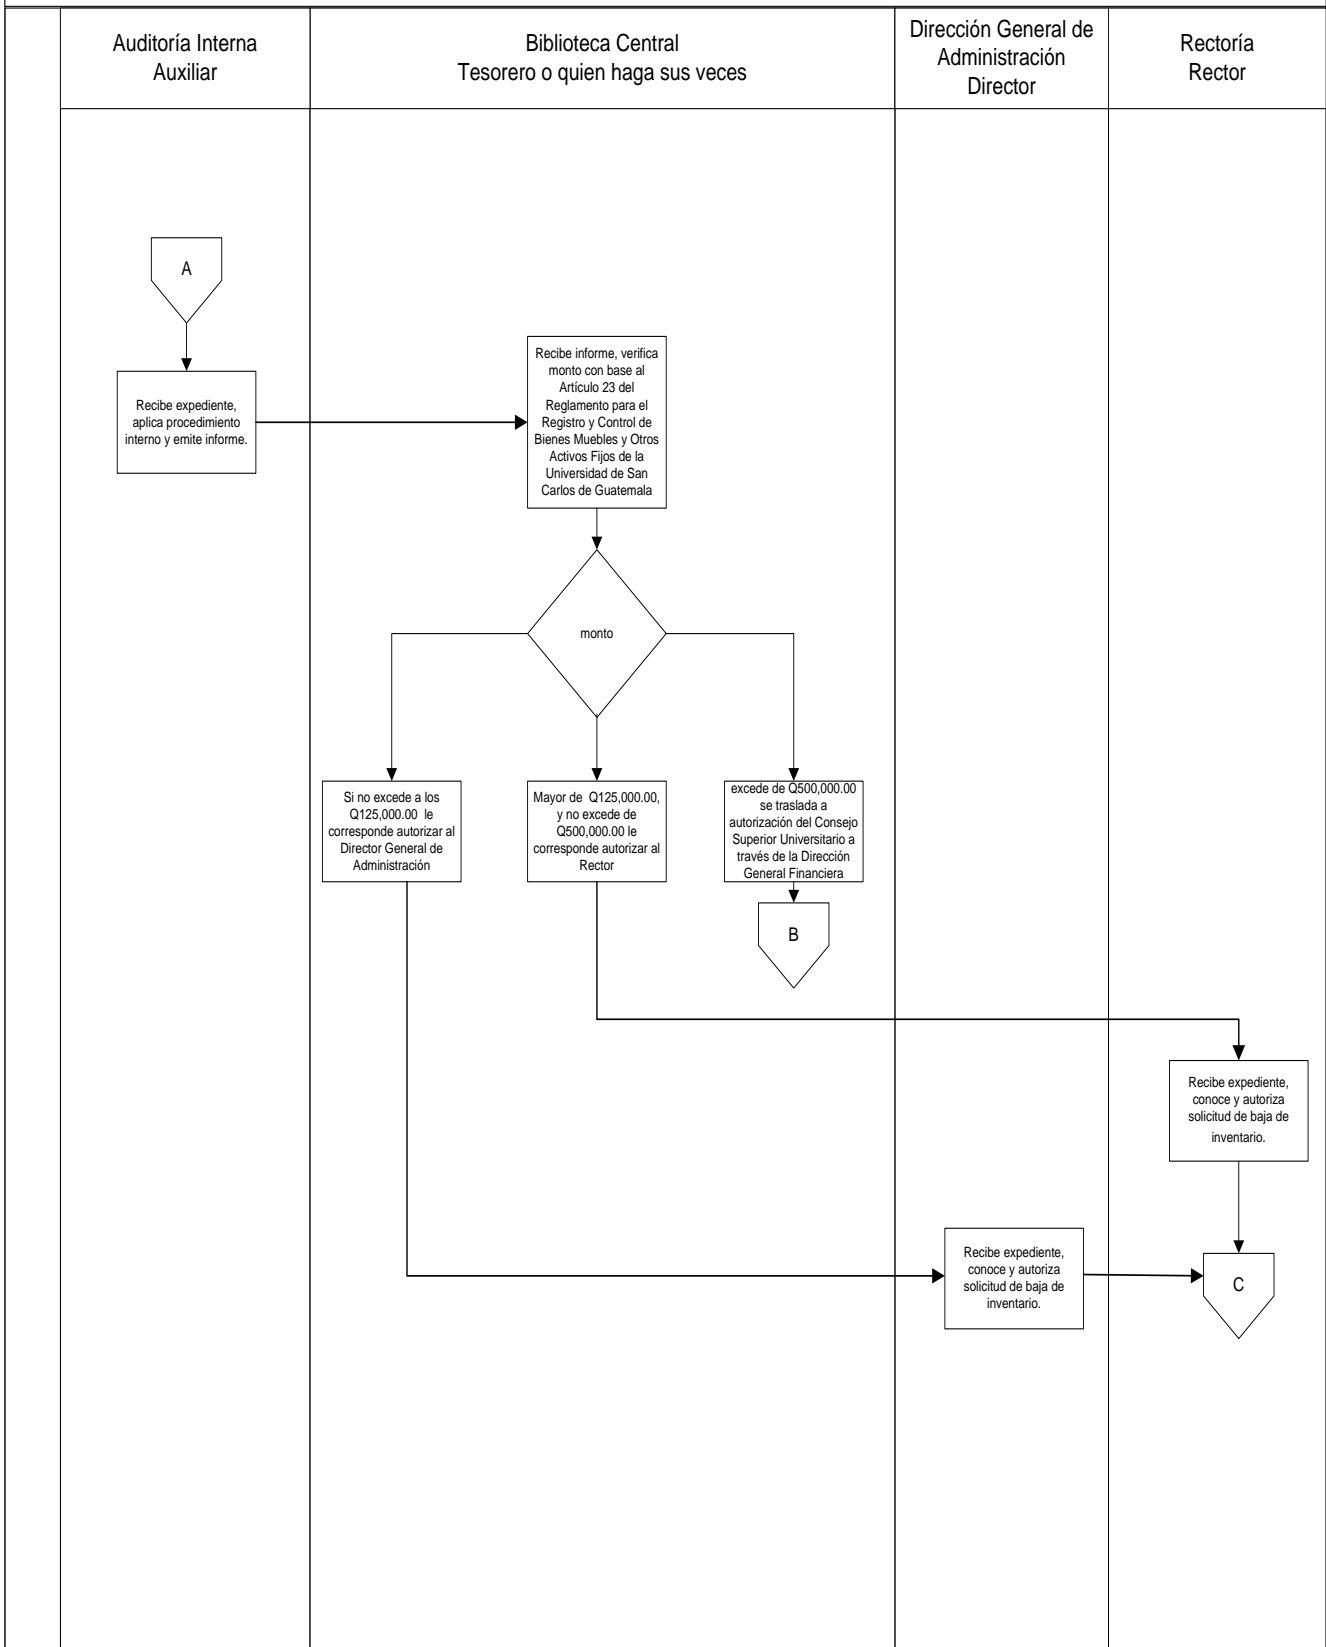 Auditoría Interna
Auxiliar
Biblioteca Central
Tesorero o quien haga sus veces
Dirección General de
Administración
Director
Rectoría
Rector
A
Recibe expediente,
aplica procedimiento
interno y emite informe.
Recibe informe, verifica
monto con base al
Artículo 23 del
Reglamento para el
Registro y Control de
Bienes Muebles y Otros
Activos Fijos de la
Universidad de San
Carlos de Guatemala
monto
Si no excede a los
Q125,000.00 le
corresponde autorizar al
Director General de
Administración
Mayor de Q125,000.00,
y no excede de
Q500,000.00 le
corresponde autorizar al
Rector
excede de Q500,000.00
se traslada a
autorización del Consejo
Superior Universitario a
través de la Dirección
General Financiera
B
Recibe expediente,
conoce y autoriza
solicitud de baja de
inventario.
Recibe expediente,
conoce y autoriza
solicitud de baja de
inventario.
C